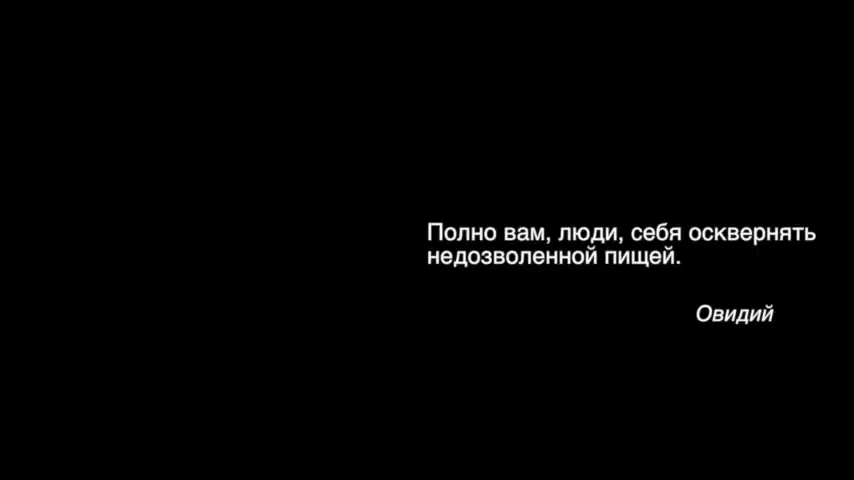 Полно вам, люди, себя осквернять
недозволенной пищей.
Овидий